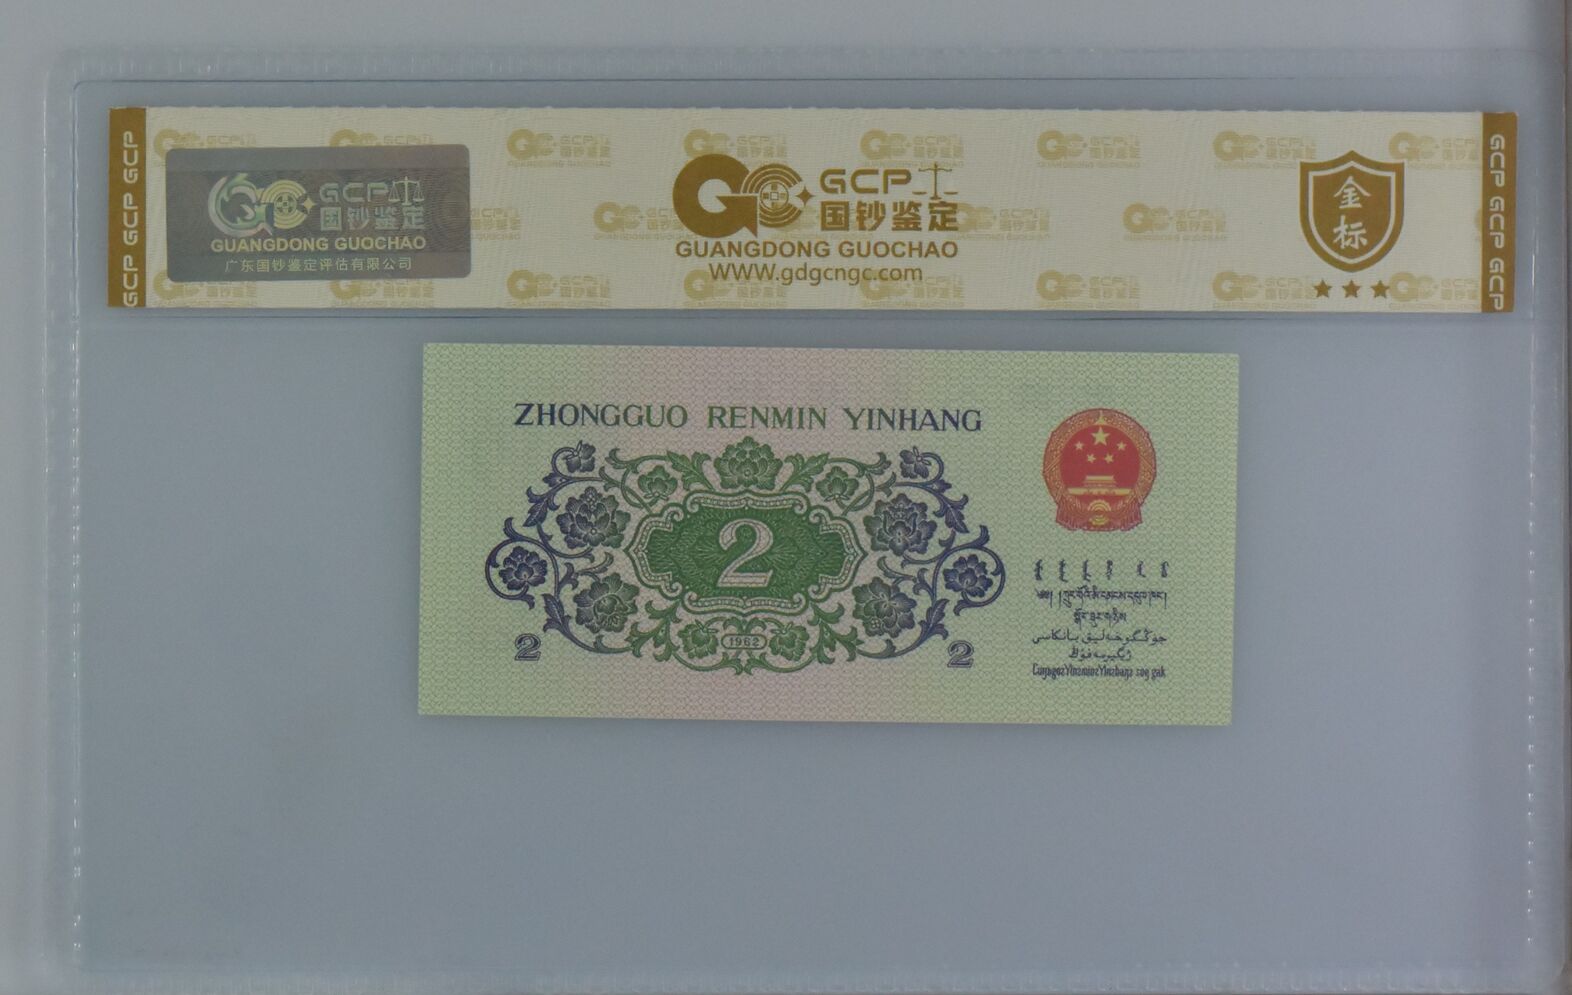 GCP GCP GCP
GCP
国钞鉴定
GUANGDONG GUOCHAO
广东国钞鉴定评估有限公司
GCP
国钞鉴定
GUANGDONG GUOCHAO
WWW.gdgcngc.com
金
标
GCP GCP GCP
ZHONGGUO RENMIN YINHANG
2
1962
2 2